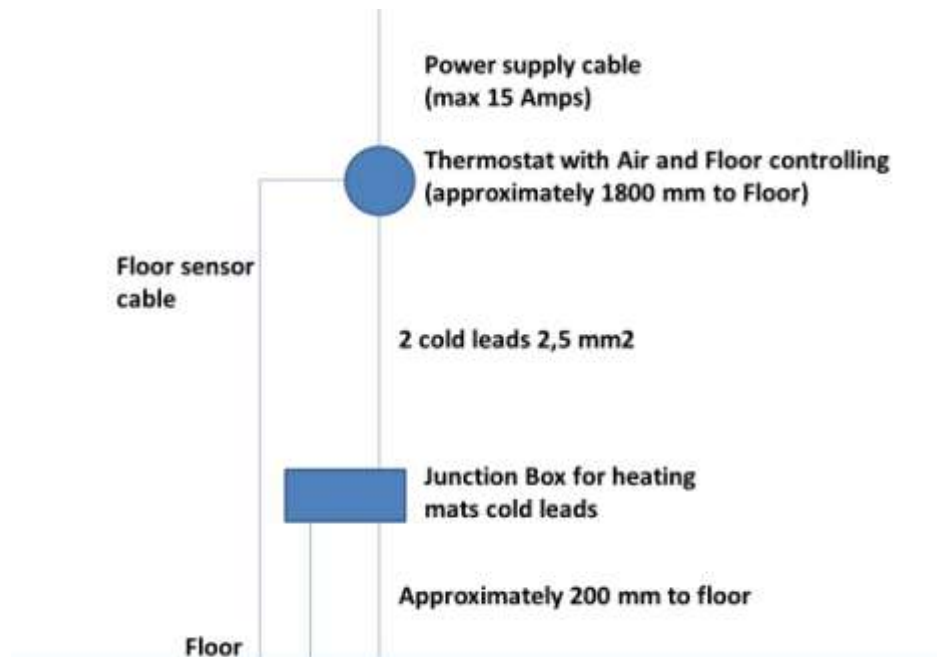 Power supply cable
(max 15 Amps)
Thermostat with Air and Floor controlling
(approximately 1800 mm to Floor)
Floor sensor
cable
2 cold leads 2,5 mm2
Junction Box for heating
mats cold leads
Approximately 200 mm to floor
Floor